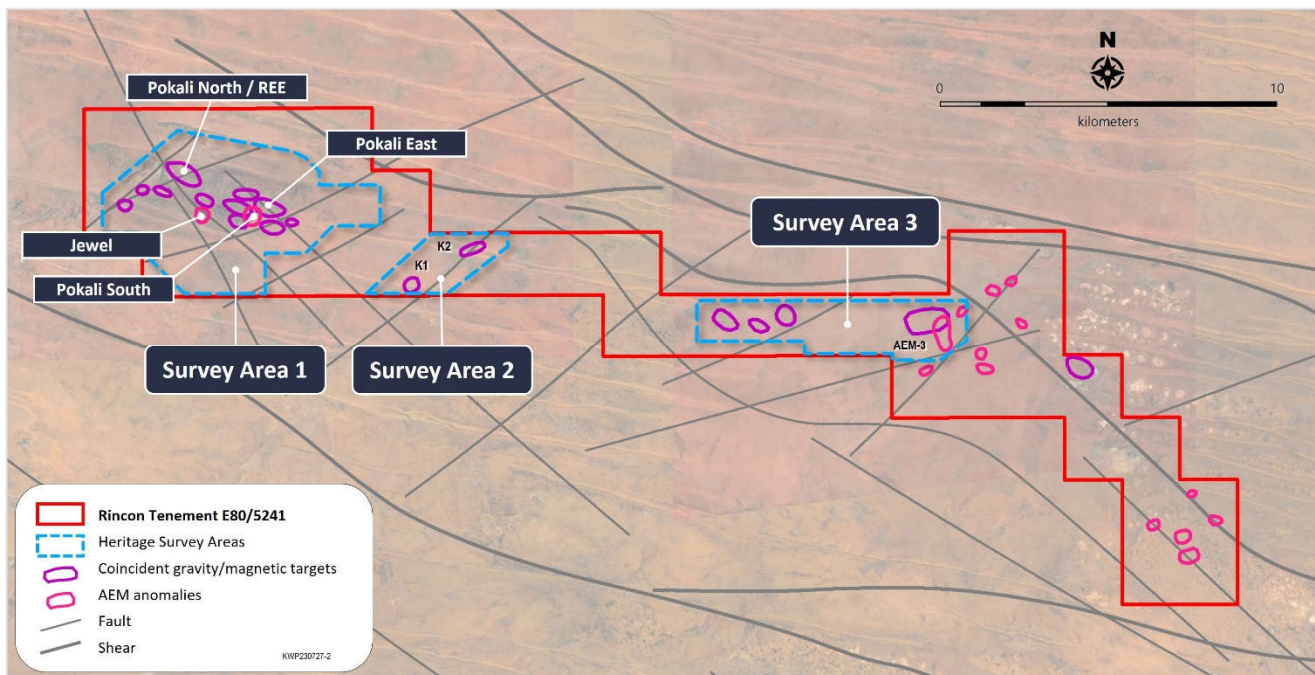 N
0
10
kilometers
Pokali North / REE
Pokali East
Jewel
Pokali South
K2
K1
Survey Area 3
AEM-3
Survey Area 1
Survey Area 2
Rincon Tenement E80/5241
Heritage Survey Areas
Coincident gravity/magnetic targets
AEM anomalies
Fault
Shear
KWP230727-2